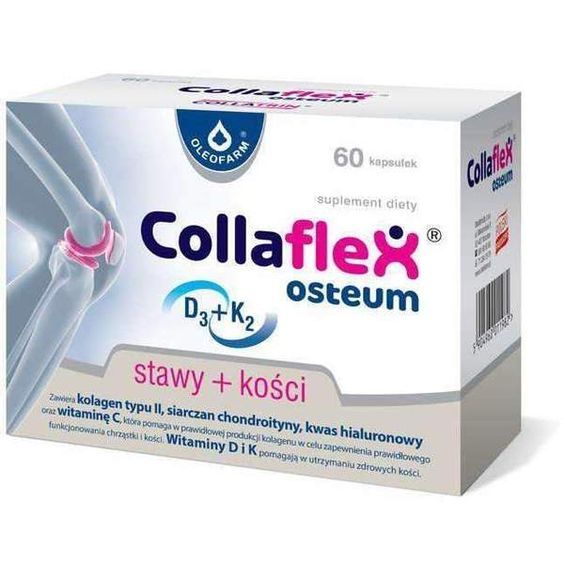 60
Collaflex
osteum
COLLATRIN®
OLEOFARM
60 kapsułek
suplement diety
Collaflex®
osteum
D3+K2
stawy + kości
Zawiera kolagen typu II, siarczan chondroityny, kwas hialuronowy
oraz witaminę C, która pomaga w prawidłowej produkcji kolagenu w celu zapewnienia prawidłowego
funkcjonowania chrząstki i kości. Witaminy D i K pomagają w utrzymaniu zdrowych kości.